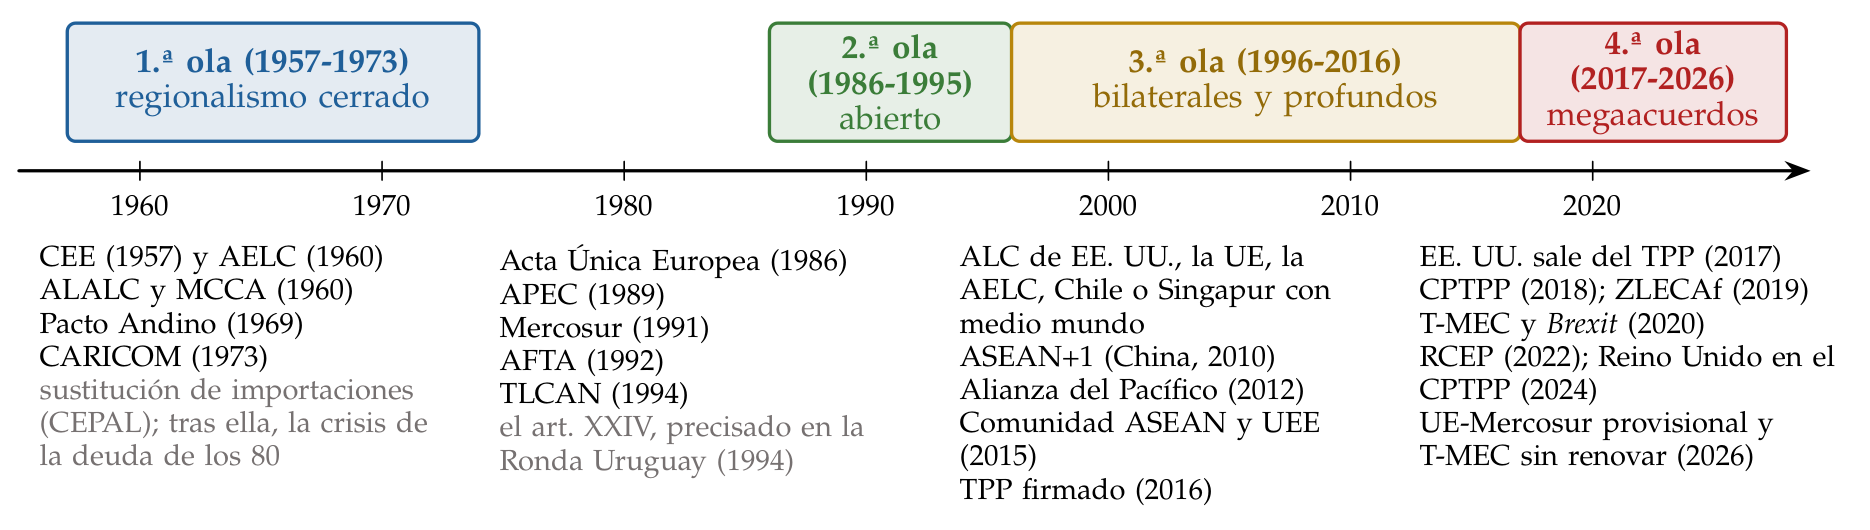 1.ª ola (1957-1973)
regionalismo cerrado
2.ª ola
(1986-1995)
abierto
3.ª ola (1996-2016)
bilaterales y profundos
4.ª ola
(2017-2026)
megaacuerdos
1960
1970
1980
1990
2000
2010
2020
CEE (1957) y AELC (1960)
ALALC y MCCA (1960)
Pacto Andino (1969)
CARICOM (1973)
sustitución de importaciones
(CEPAL); tras ella, la crisis de
la deuda de los 80
Acta Única Europea (1986)
APEC (1989)
Mercosur (1991)
AFTA (1992)
TLCAN (1994)
el art. XXIV, precisado en la
Ronda Uruguay (1994)
ALC de EE. UU., la UE, la
AELC, Chile o Singapur con
medio mundo
ASEAN+1 (China, 2010)
Alianza del Pacífico (2012)
Comunidad ASEAN y UEE
(2015)
TPP firmado (2016)
EE. UU. sale del TPP (2017)
CPTPP (2018); ZLECAf (2019)
T-MEC y Brexit (2020)
RCEP (2022); Reino Unido en el
CPTPP (2024)
UE-Mercosur provisional y
T-MEC sin renovar (2026)